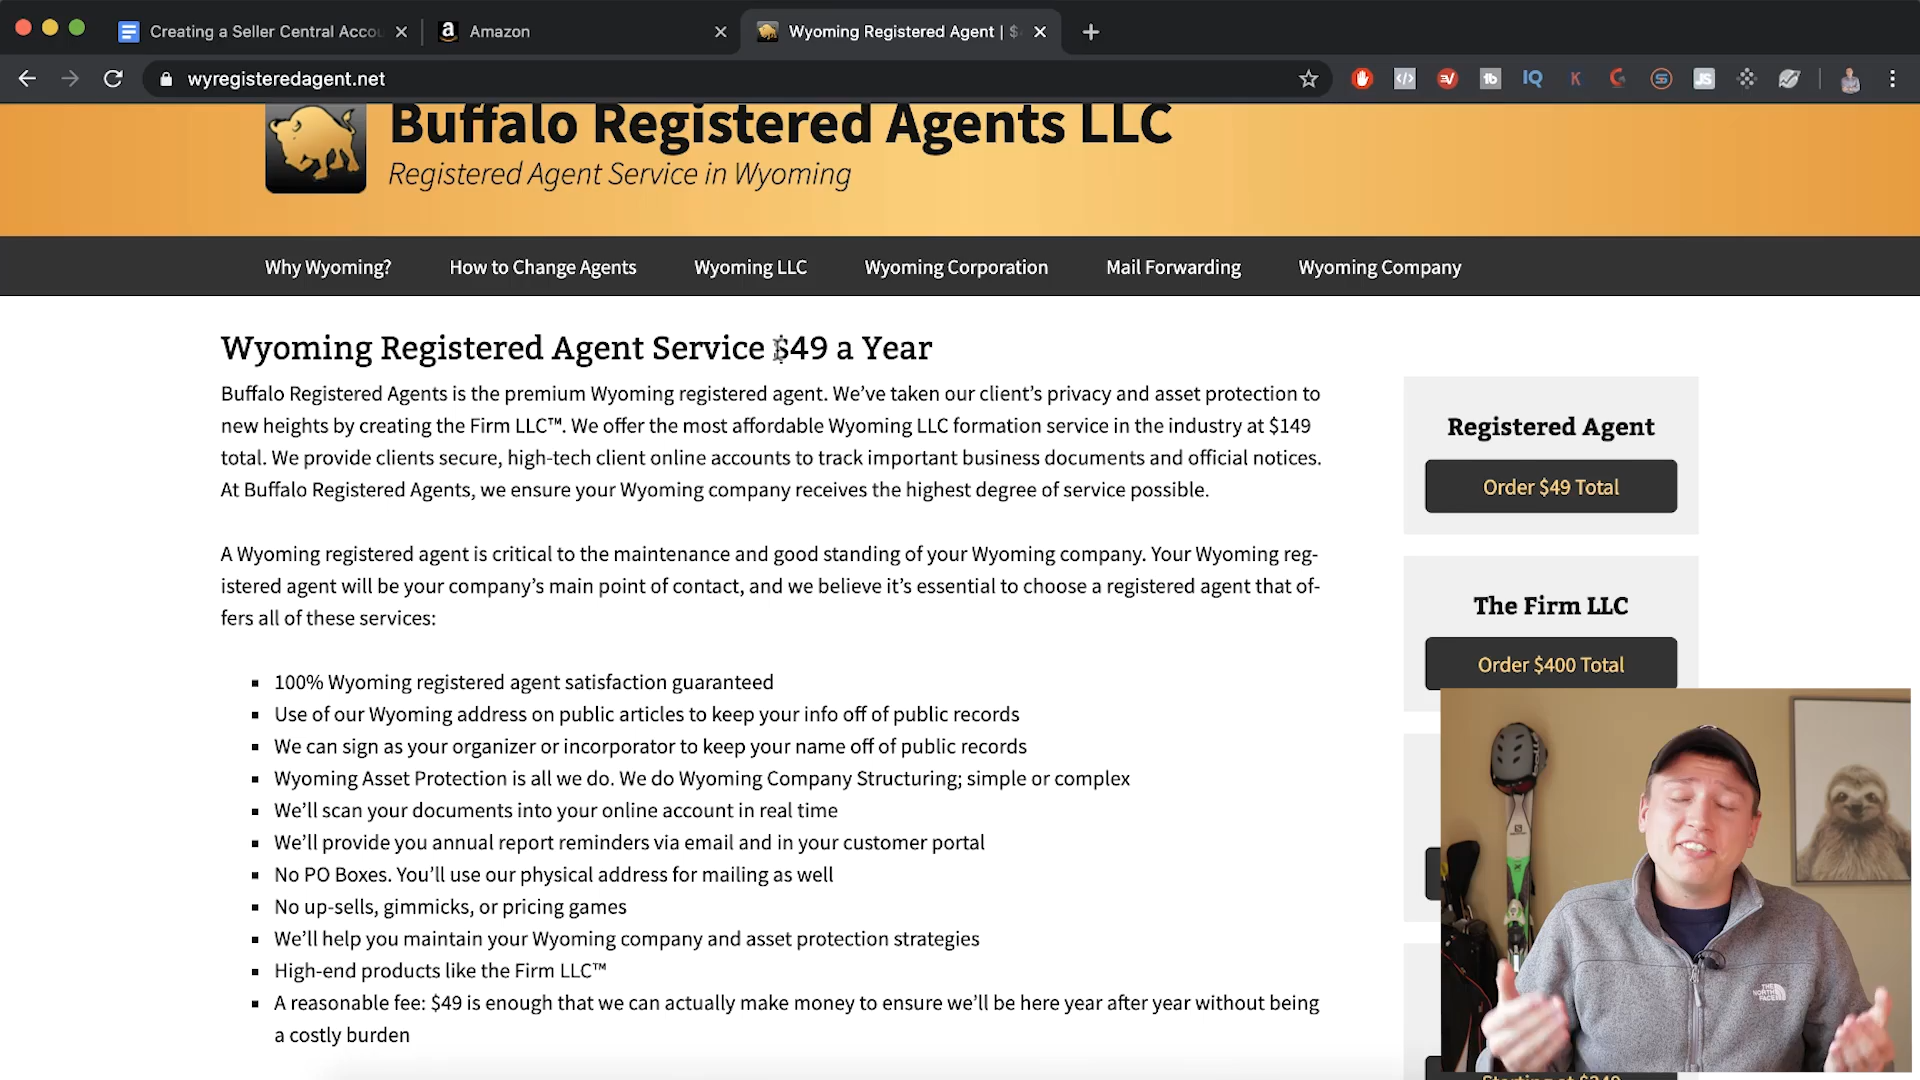 Creating a Seller Central Accou
a Amazon
Wyoming Registered Agent | $
wyregisteredagent.net
Buffalo Registered Agents LLC
Registered Agent Service in Wyoming
Why Wyoming? How to Change Agents Wyoming LLC Wyoming Corporation Mail Forwarding Wyoming Company
Wyoming Registered Agent Service $49 a Year
Buffalo Registered Agents is the premium Wyoming registered agent. We’ve taken our client’s privacy and asset protection to
new heights by creating the Firm LLC™. We offer the most affordable Wyoming LLC formation service in the industry at $149
total. We provide clients secure, high-tech client online accounts to track important business documents and official notices.
At Buffalo Registered Agents, we ensure your Wyoming company receives the highest degree of service possible.
A Wyoming registered agent is critical to the maintenance and good standing of your Wyoming company. Your Wyoming reg-
istered agent will be your company’s main point of contact, and we believe it’s essential to choose a registered agent that of-
fers all of these services:
100% Wyoming registered agent satisfaction guaranteed
Use of our Wyoming address on public articles to keep your info off of public records
We can sign as your organizer or incorporator to keep your name off of public records
Wyoming Asset Protection is all we do. We do Wyoming Company Structuring; simple or complex
We’ll scan your documents into your online account in real time
We’ll provide you annual report reminders via email and in your customer portal
No PO Boxes. You’ll use our physical address for mailing as well
No up-sells, gimmicks, or pricing games
We’ll help you maintain your Wyoming company and asset protection strategies
High-end products like the Firm LLC™
A reasonable fee: $49 is enough that we can actually make money to ensure we’ll be here year after year without being
a costly burden
Registered Agent
Order $49 Total
The Firm LLC
Order $400 Total
THE NORTH FACE